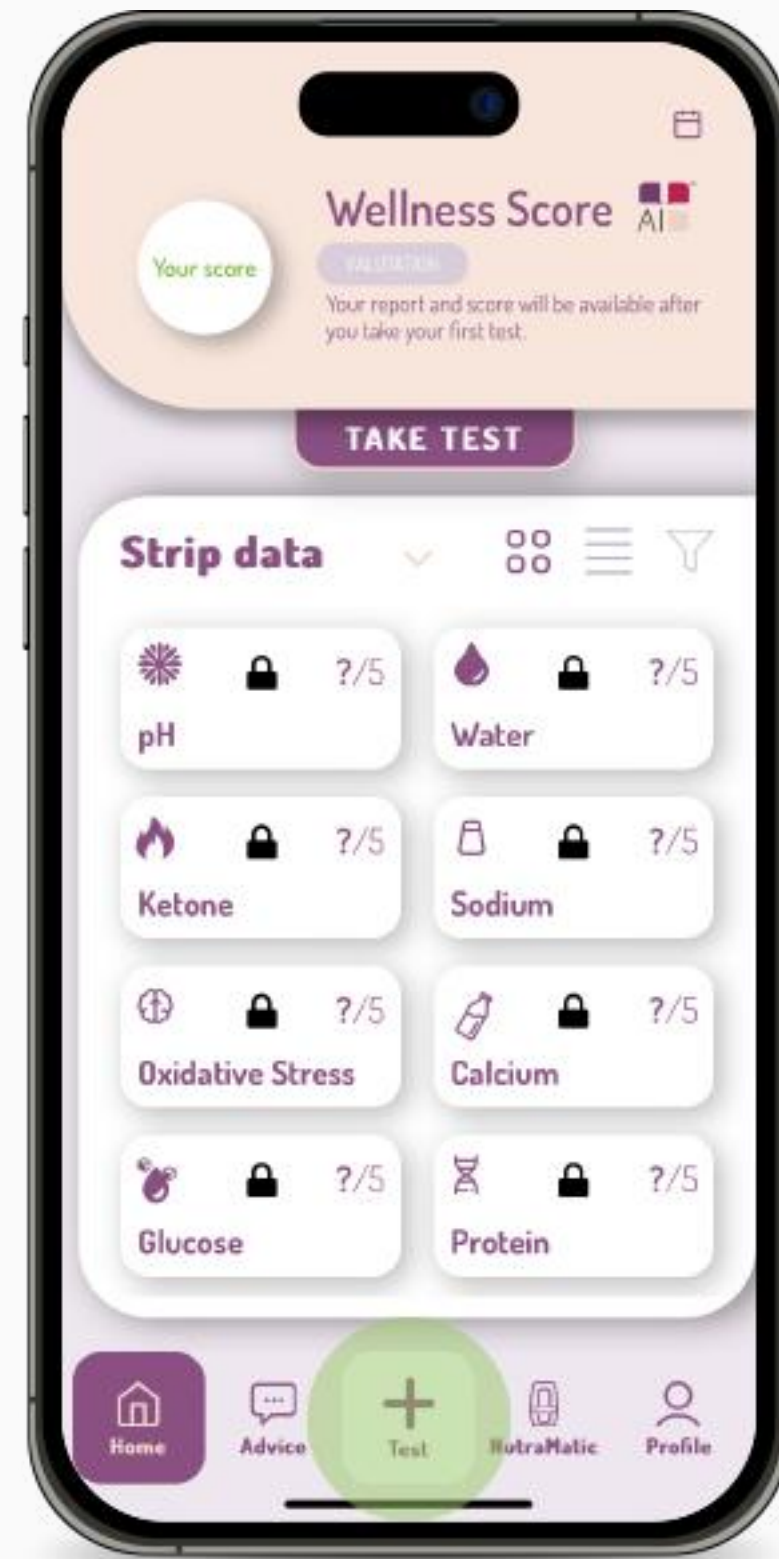 Wellness Score
AI
Your score
VALUTATION
Your report and score will be available after
you take your first test.
TAKE TEST
Strip data
?/5
?/5
pH
Water
?/5
?/5
Ketone
Sodium
?/5
?/5
Oxidative Stress
Calcium
?/5
?/5
Glucose
Protein
Home
Advice
Test
NutraMatic
Profile